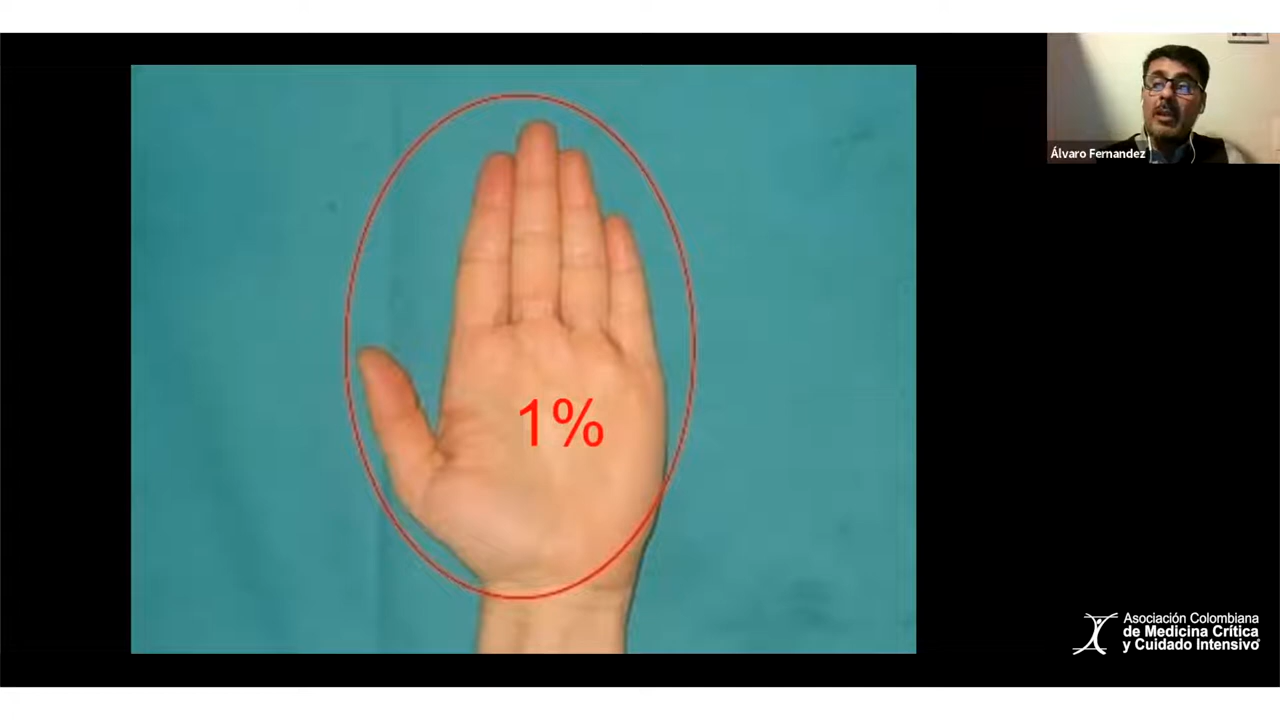 Álvaro Fernandez
1%
Asociación Colombiana
de Medicina Crítica
y Cuidado Intensivo